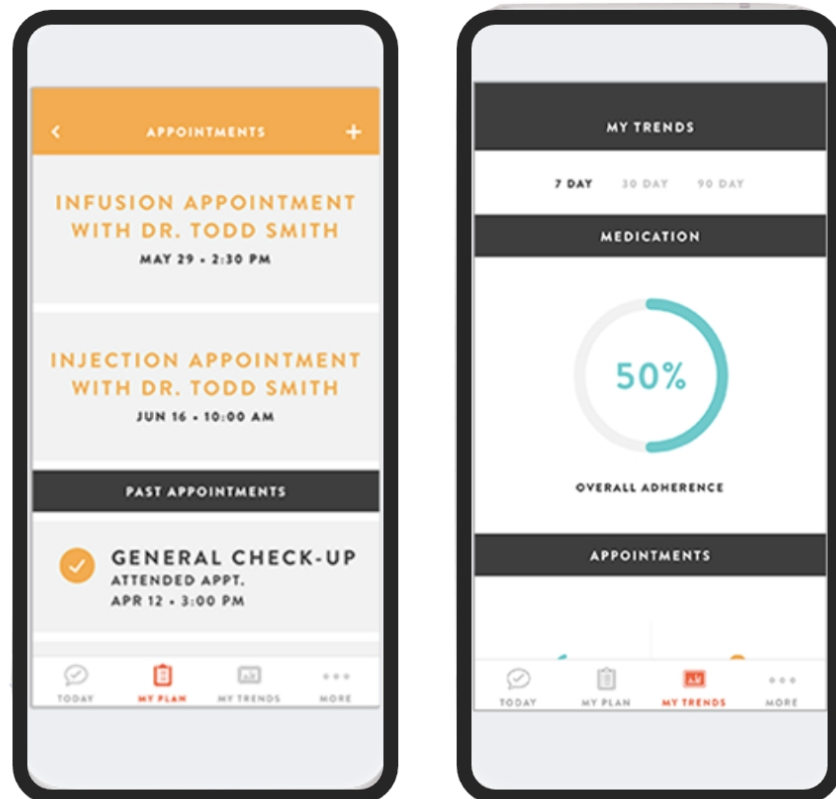 APPOINTMENTS
INFUSION APPOINTMENT
WITH DR. TODD SMITH
MAY 29 • 2:30 PM
INJECTION APPOINTMENT
WITH DR. TODD SMITH
JUN 16 • 10:00 AM
PAST APPOINTMENTS
GENERAL CHECK-UP
ATTENDED APPT.
APR 12 • 3:00 PM
TODAY MY PLAN MY TRENDS MORE
MY TRENDS
7 DAY 30 DAY 90 DAY
MEDICATION
50%
OVERALL ADHERENCE
APPOINTMENTS
TODAY MY PLAN MY TRENDS MORE